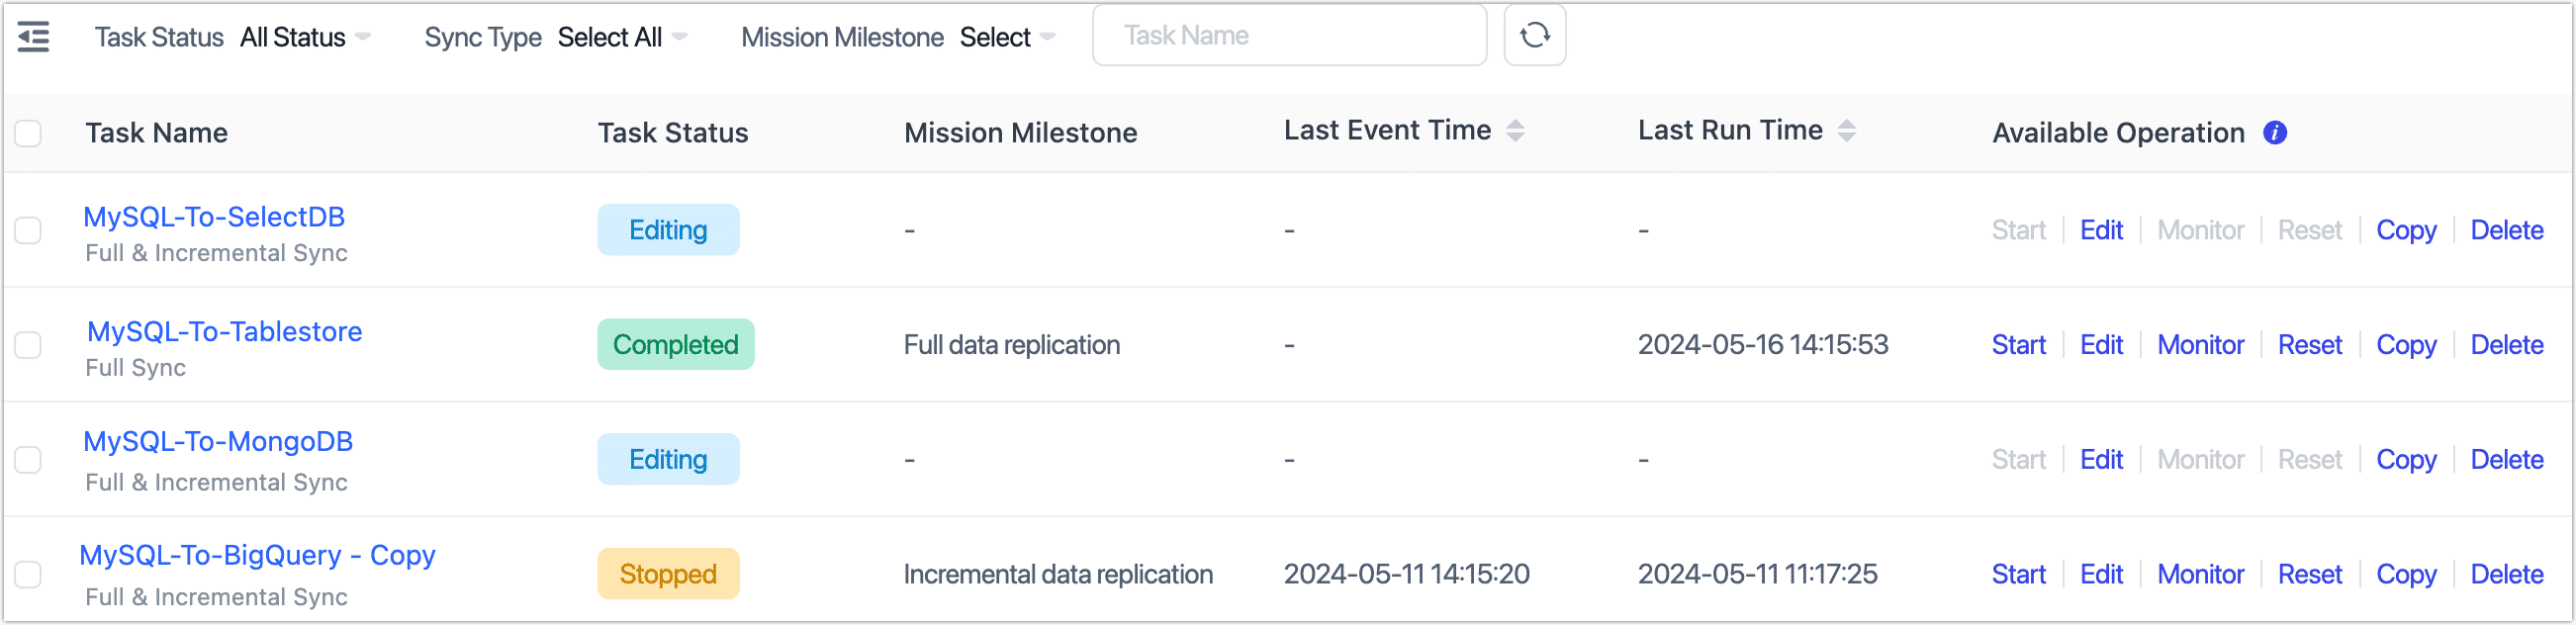 Task Status All Status Sync Type Select All Mission Milestone Select Task Name
Task Name Task Status Mission Milestone Last Event Time Last Run Time Available Operation i
MySQL-To-SelectDB Editing - - - Start Edit Monitor Reset Copy Delete
Full & Incremental Sync
MySQL-To-Tablestore Completed Full data replication - 2024-05-16 14:15:53 Start Edit Monitor Reset Copy Delete
Full Sync
MySQL-To-MongoDB Editing - - - Start Edit Monitor Reset Copy Delete
Full & Incremental Sync
MySQL-To-BigQuery - Copy Stopped Incremental data replication 2024-05-11 14:15:20 2024-05-11 11:17:25 Start Edit Monitor Reset Copy Delete
Full & Incremental Sync